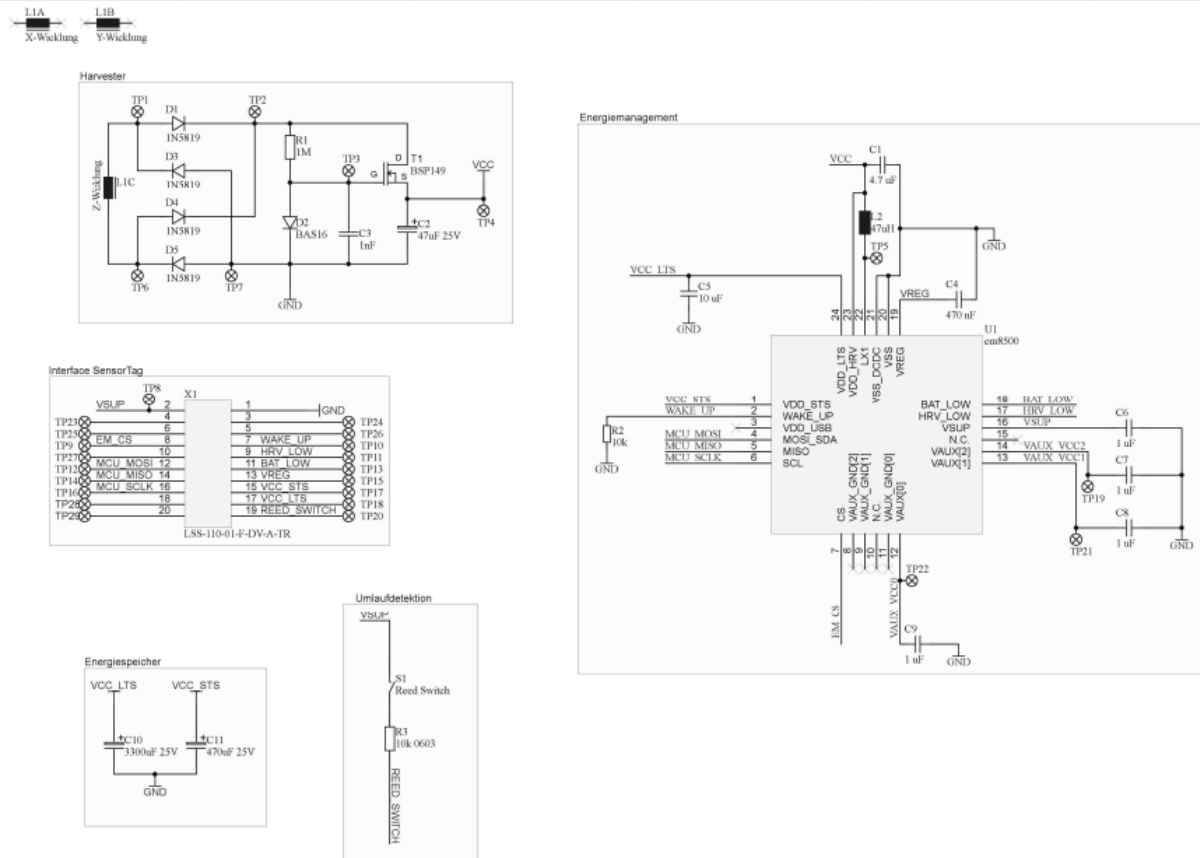 L1A
X-Wicklung
L1B
Y-Wicklung
Harvester
TP1
TP2
D1
1N5819
R1
1M
D3
1N5819
TP3
D
T1
BSP149
G
S
VCC
Z-Wicklung
L1C
D4
1N5819
D2
BAS16
C3
1nF
C2
47uF 25V
TP4
D5
1N5819
TP6
TP7
GND
Interface SensorTag
TP8
X1
VSUP 2
1 GND
TP23 4
3 TP24
TP25 6
5 TP26
TP9 EM_CS 8
7 WAKE_UP TP10
TP27 10
9 HRV_LOW TP11
TP12 MCU_MOSI 12
11 BAT_LOW TP13
TP14 MCU_MISO 14
13 VREG TP15
TP16 MCU_SCLK 16
15 VCC_STS TP17
TP28 18
17 VCC_LTS TP18
TP29 20
19 REED_SWITCH TP20
LSS-110-01-F-DV-A-TR
Energiespeicher
VCC_LTS
VCC_STS
C10
3300uF 25V
C11
470uF 25V
GND
Umlaufdetektion
VSUP
S1
Reed Switch
R3
10k 0603
REED_SWITCH
Energiemanagement
VCC
C1
4.7 uF
L2
47uH
TP5
GND
VCC_LTS
C5
10 uF
GND
VREG
C4
470 nF
24 23 22 21 20 19
U1
em8500
VDD_LTS
VDD_HRV
LX1
VSS_DCDC
VSS
VREG
VCC_STS 1 VDD_STS
WAKE_UP 2 WAKE_UP
3 VDD_USB
MCU_MOSI 4 MOSI_SDA
MCU_MISO 5 MISO
MCU_SCLK 6 SCL
R2
10k
GND
BAT_LOW 18 BAT_LOW
HRV_LOW 17 HRV_LOW
VSUP 16 VSUP
N.C. 15
VAUX[2] 14 VAUX_VCC2
VAUX[1] 13 VAUX_VCC1
CS
VAUX_GND[2]
VAUX_GND[1]
N.C.
VAUX_GND[0]
VAUX[0]
7 8 9 10 11 12
EM_CS
VAUX_VCC0
TP22
C9
1 uF
GND
C6
1 uF
C7
1 uF
TP19
C8
1 uF
TP21
GND